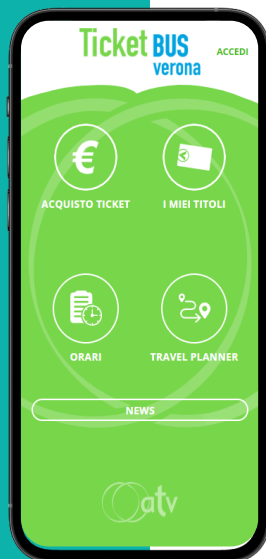 Ticket BUS
verona
ACCEDI
€
ACQUISTO TICKET
I MIEI TITOLI
ORARI
TRAVEL PLANNER
NEWS
atv